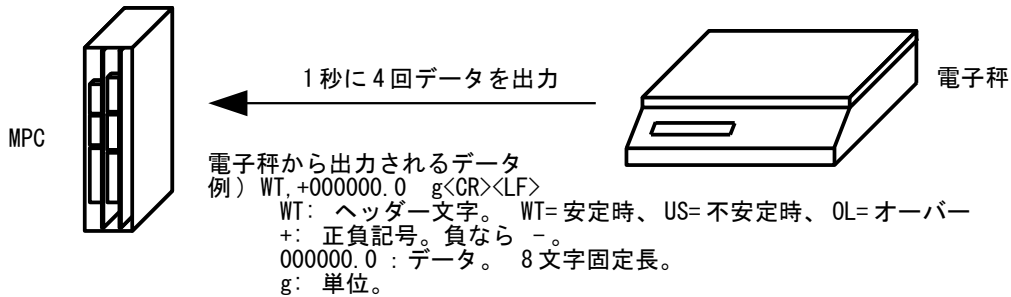 1秒に4回データを出力
電子秤
MPC
電子秤から出力されるデータ
例) WT,+000000.0 g<CR><LF>
WT: ヘッダー文字。 WT=安定時、US=不安定時、OL=オーバー
+: 正負記号。負なら -。
000000.0 : データ。 8文字固定長。
g: 単位。